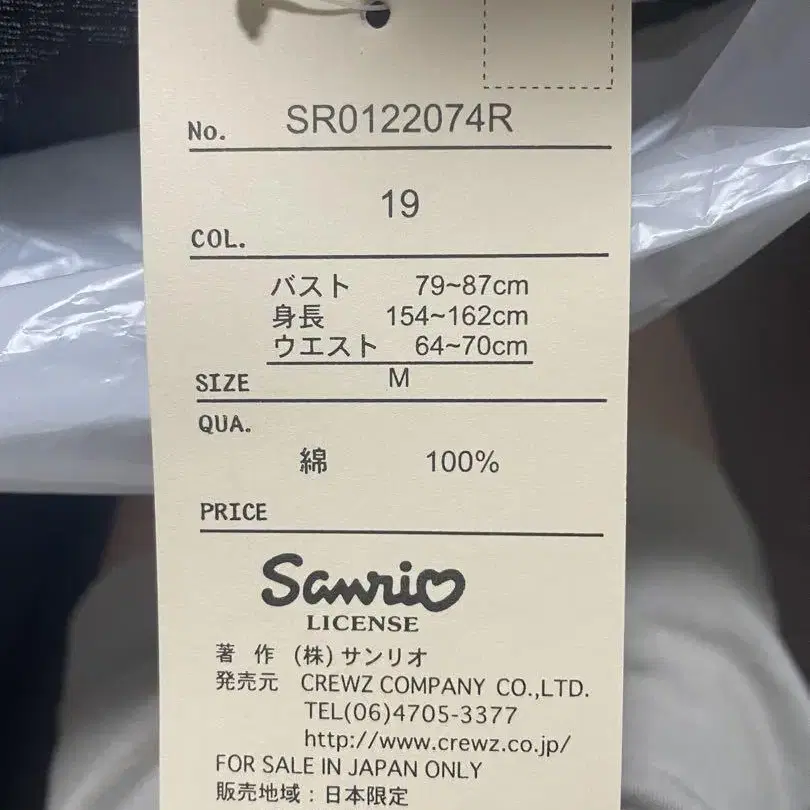 No. SR0122074R
19
COL.
バスト 79~87cm
身長 154~162cm
ウエスト 64~70cm
SIZE M
QUA.
綿 100%
PRICE
Sanrio
LICENSE
著 作 (株) サンリオ
発売元 CREWZ COMPANY CO.,LTD.
TEL(06)4705-3377
http://www.crewz.co.jp/
FOR SALE IN JAPAN ONLY
販売地域：日本限定